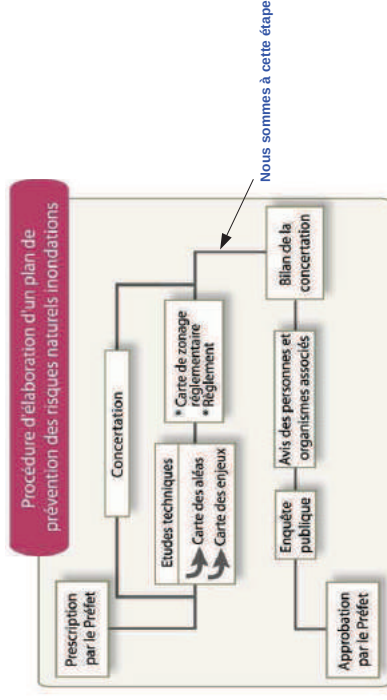 Procédure d'élaboration d'un plan de
prévention des risques naturels inondations
Prescription
par le Préfet
Concertation
Etudes techniques
Carte des aléas
Carte des enjeux
* Carte de zonage
réglementaire
* Règlement
Nous sommes à cette étape
Bilan de la
concertation
Avis des personnes et
organismes associés
Enquête
publique
Approbation
par le Préfet